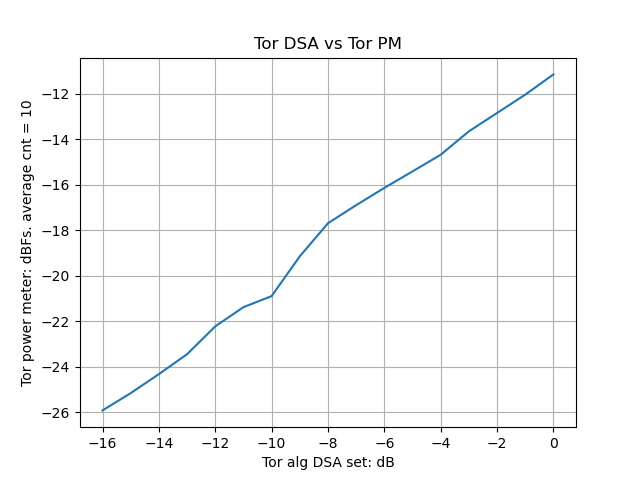 Tor DSA vs Tor PM
Tor power meter: dBFs. average cnt = 10
−12
−14
−16
−18
−20
−22
−24
−26
−16 −14 −12 −10 −8 −6 −4 −2 0
Tor alg DSA set: dB